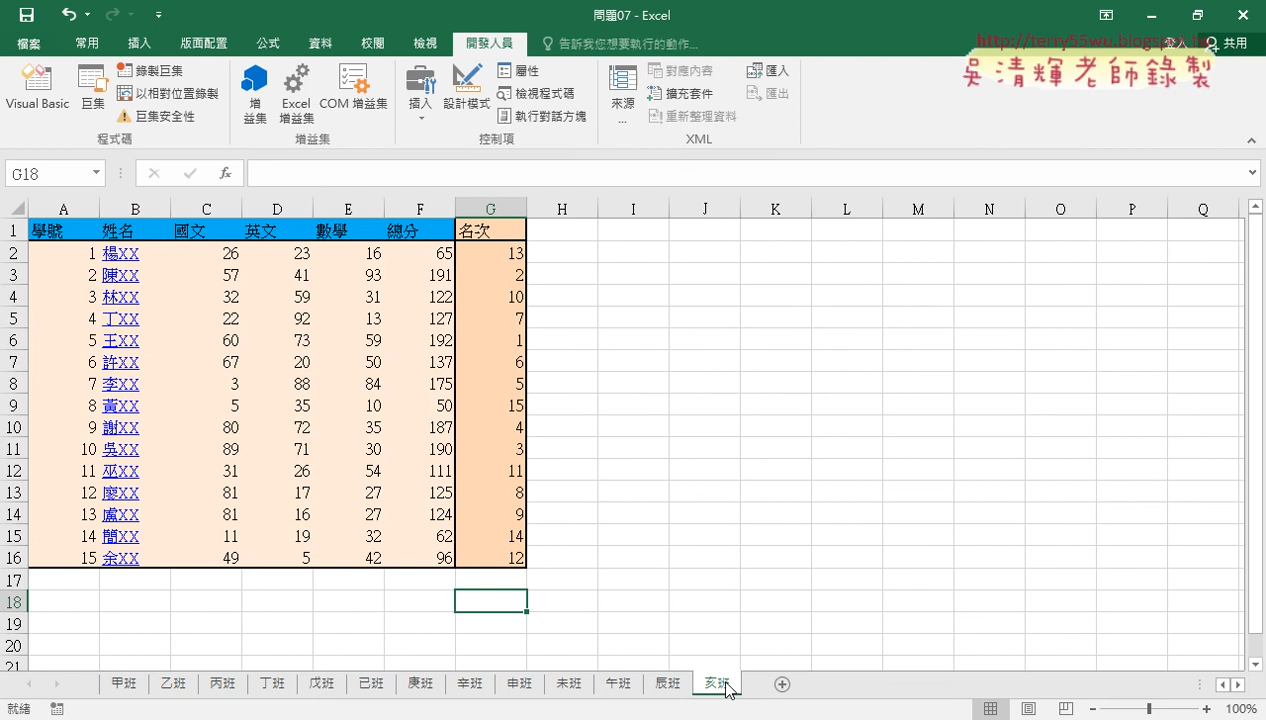 問題07 - Excel
檔案 常用 插入 版面配置 公式 資料 校閱 檢視 開發人員 告訴我您想要執行的動作... 登入 共用
http://terry55wu.blogspot.tw
吳清輝老師錄製
Visual Basic 巨集 錄製巨集 以相對位置錄製 巨集安全性 程式碼
增益集 Excel 增益集 COM 增益集 增益集
插入 設計模式 屬性 檢視程式碼 執行對話方塊 控制項
來源 ... 對應內容 擴充套件 重新整理資料 匯入 匯出 XML
G18 fx
A B C D E F G H I J K L M N O P Q
1 學號 姓名 國文 英文 數學 總分 名次
2 1 楊XX 26 23 16 65 13
3 2 陳XX 57 41 93 191 2
4 3 林XX 32 59 31 122 10
5 4 丁XX 22 92 13 127 7
6 5 王XX 60 73 59 192 1
7 6 許XX 67 20 50 137 6
8 7 李XX 3 88 84 175 5
9 8 黃XX 5 35 10 50 15
10 9 謝XX 80 72 35 187 4
11 10 吳XX 89 71 30 190 3
12 11 巫XX 31 26 54 111 11
13 12 廖XX 81 17 27 125 8
14 13 盧XX 81 16 27 124 9
15 14 簡XX 11 19 32 62 14
16 15 余XX 49 5 42 96 12
17
18
19
20
21
甲班 乙班 丙班 丁班 戊班 己班 庚班 辛班 申班 未班 午班 辰班 亥班
就緒 100%